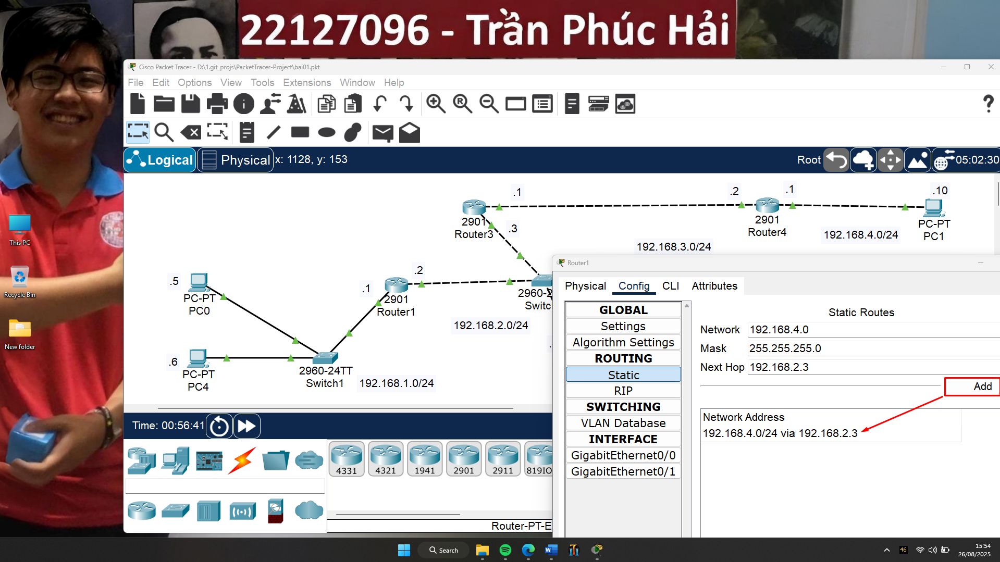 22127096 - Trần Phúc Hải
This PC
Recycle Bin
New folder
Cisco Packet Tracer - D:\1.git_projs\PacketTracer-Project\bai01.pkt
File Edit Options View Tools Extensions Window Help
Logical
Physical
x: 1128, y: 153
Root
05:02:30
.1
.2
.1
.10
2901
Router3
.3
2901
Router4
192.168.4.0/24
PC-PT
PC1
192.168.3.0/24
.5
PC-PT
PC0
.2
.1
2901
Router1
2960-2
Switc
192.168.2.0/24
.6
PC-PT
PC4
2960-24TT
Switch1
192.168.1.0/24
Router1
Physical Config CLI Attributes
GLOBAL
Settings
Algorithm Settings
ROUTING
Static
RIP
SWITCHING
VLAN Database
INTERFACE
GigabitEthernet0/0
GigabitEthernet0/1
Static Routes
Network 192.168.4.0
Mask 255.255.255.0
Next Hop 192.168.2.3
Add
Network Address
192.168.4.0/24 via 192.168.2.3
Time: 00:56:41
4331
4321
1941
2901
2911
819IO
Router-PT-E
Search
46
15:54
26/08/2025